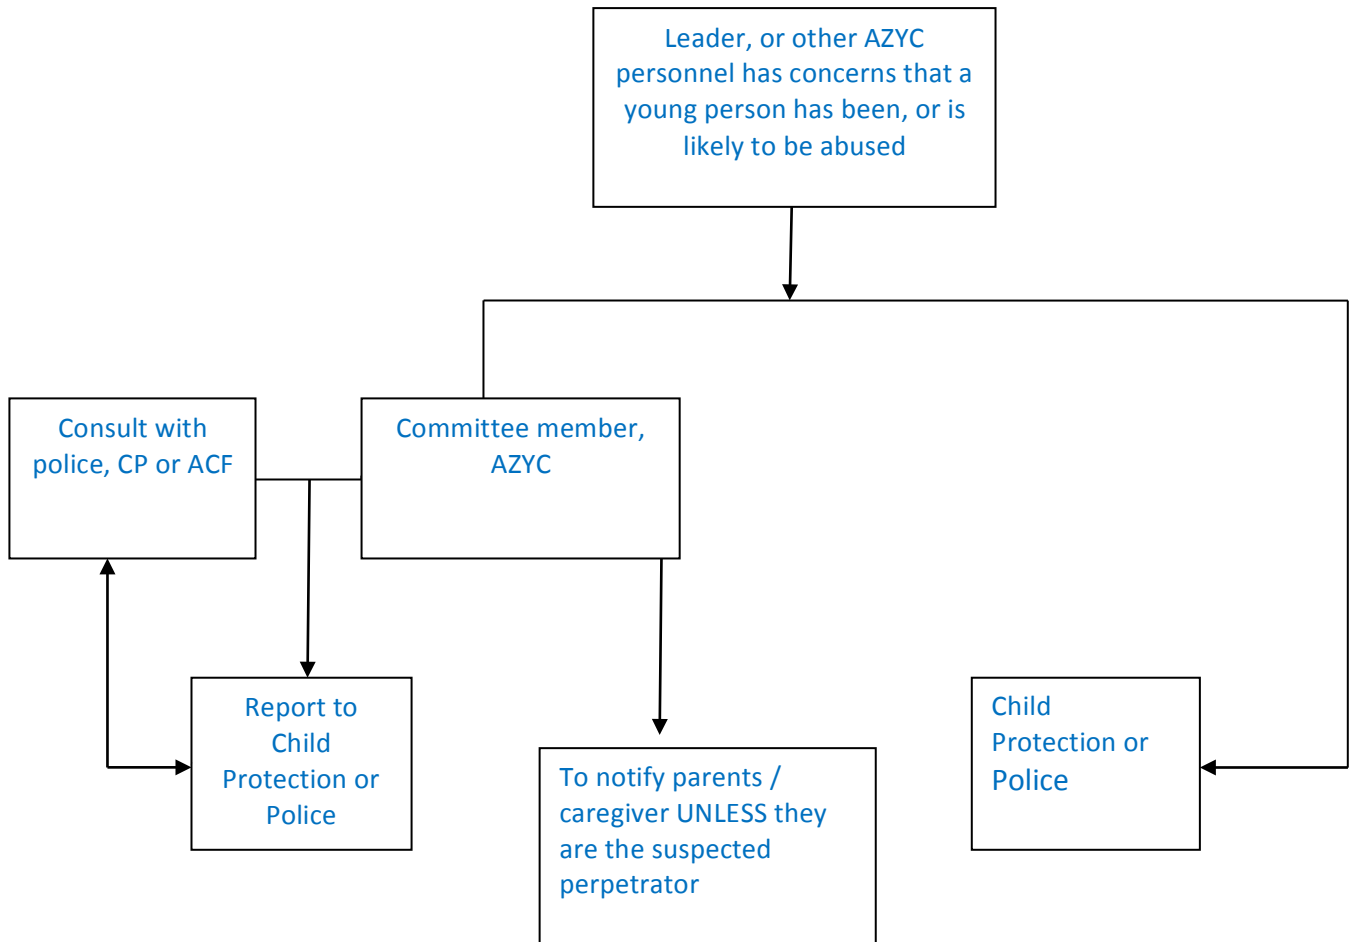 Leader, or other AZYC
personnel has concerns that a
young person has been, or is
likely to be abused
Consult with
police, CP or ACF
Committee member,
AZYC
Report to
Child
Protection or
Police
To notify parents /
caregiver UNLESS they
are the suspected
perpetrator
Child
Protection or
Police